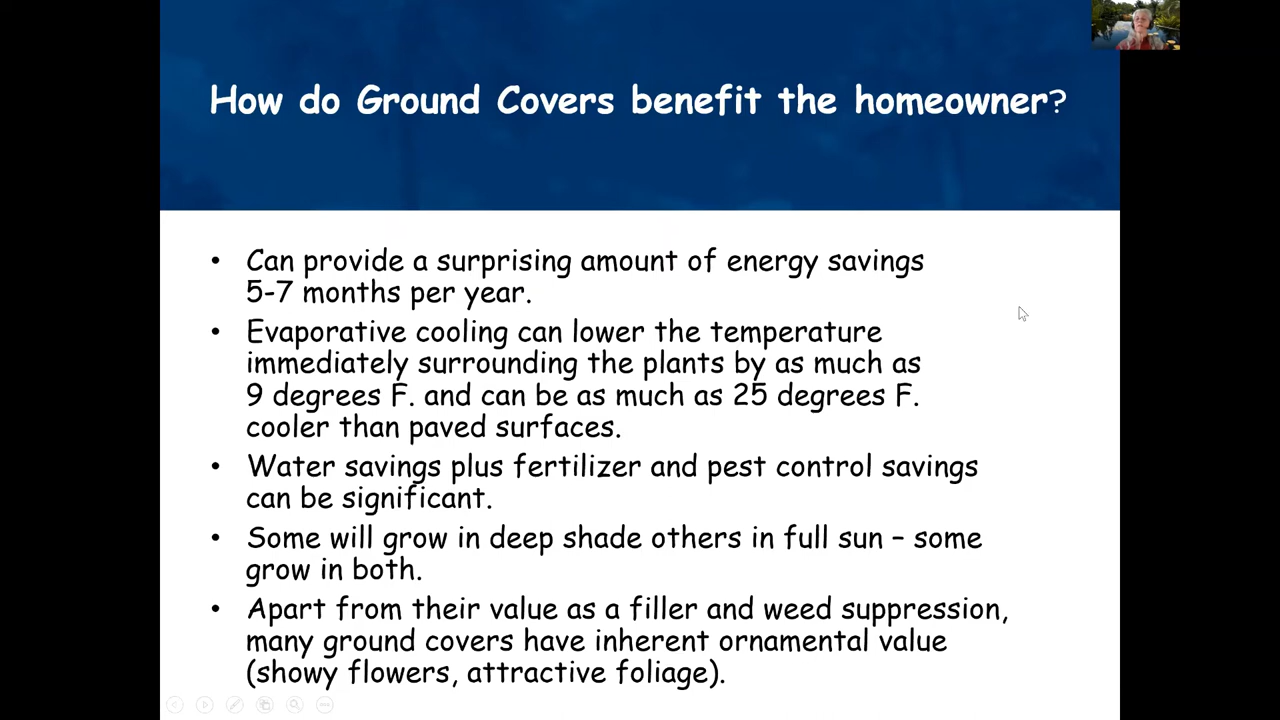 How do Ground Covers benefit the homeowner?
• Can provide a surprising amount of energy savings
5-7 months per year.
• Evaporative cooling can lower the temperature
immediately surrounding the plants by as much as
9 degrees F. and can be as much as 25 degrees F.
cooler than paved surfaces.
• Water savings plus fertilizer and pest control savings
can be significant.
• Some will grow in deep shade others in full sun – some
grow in both.
• Apart from their value as a filler and weed suppression,
many ground covers have inherent ornamental value
(showy flowers, attractive foliage).